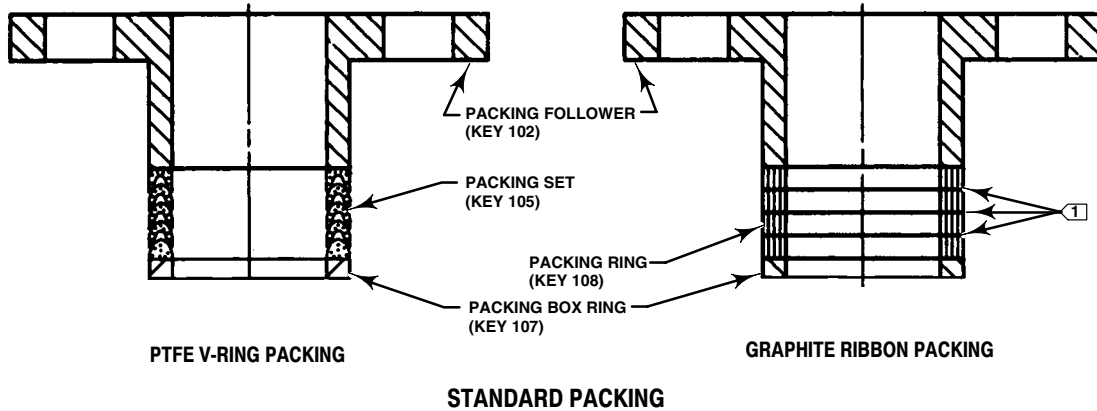 PACKING FOLLOWER
(KEY 102)
PACKING SET
(KEY 105)
1
PACKING RING
(KEY 108)
PACKING BOX RING
(KEY 107)
PTFE V-RING PACKING
GRAPHITE RIBBON PACKING
STANDARD PACKING